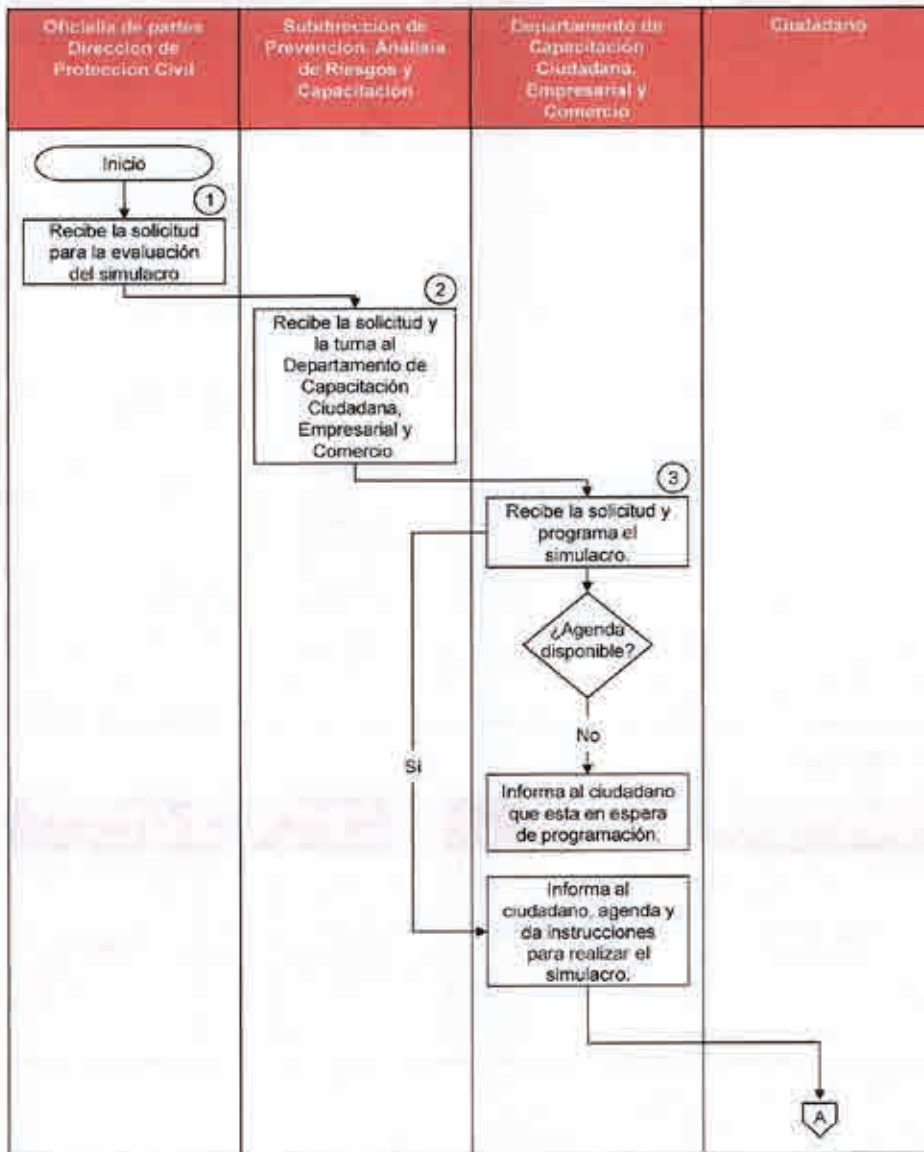 Oficialía de partes
Dirección de
Protección Civil
Subdirección de
Prevención, Análisis
de Riesgos y
Capacitación
Departamento de
Capacitación
Ciudadana,
Empresarial y
Comercio
Ciudadano
Inicio
1
Recibe la solicitud
para la evaluación
del simulacro
2
Recibe la solicitud y
la turna al
Departamento de
Capacitación
Ciudadana,
Empresarial y
Comercio
3
Recibe la solicitud y
programa el
simulacro.
¿Agenda
disponible?
No
Si
Informa al ciudadano
que esta en espera
de programación.
Informa al
ciudadano, agenda y
da instrucciones
para realizar el
simulacro.
A